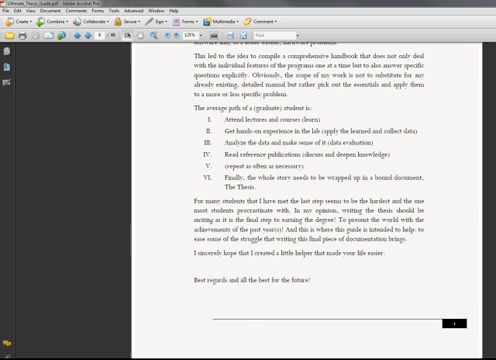 Ultimate_Thesis_Guide.pdf - Adobe Acrobat Pro
File Edit View Document Comments Forms Tools Advanced Window Help
Create Combine Collaborate Secure Sign Forms Multimedia Comment
125% Find
software and, to a lesser extent, hardware problems.
This led to the idea to compile a comprehensive handbook that does not only deal
with the individual features of the programs one at a time but to also answer specific
questions explicitly. Obviously, the scope of my work is not to substitute for any
already existing, detailed manual but rather pick out the essentials and apply them
to a more or less specific problem.
The average path of a (graduate) student is:
I. Attend lectures and courses (learn)
II. Get hands-on experience in the lab (apply the learned and collect data)
III. Analyze the data and make sense of it (data evaluation)
IV. Read reference publications (discuss and deepen knowledge)
V. (repeat as often as necessary)
VI. Finally, the whole story needs to be wrapped up in a bound document,
The Thesis.
For many students that I have met the last step seems to be the hardest and the one
most students procrastinate with. In my opinion, writing the thesis should be
exciting as it is the final step to earning the degree! To present the world with the
achievements of the past year(s)! And this is where this guide is intended to help: to
ease some of the struggle that writing this final piece of documentation brings.
I sincerely hope that I created a little helper that made your life easier.
Best regards and all the best for the future!